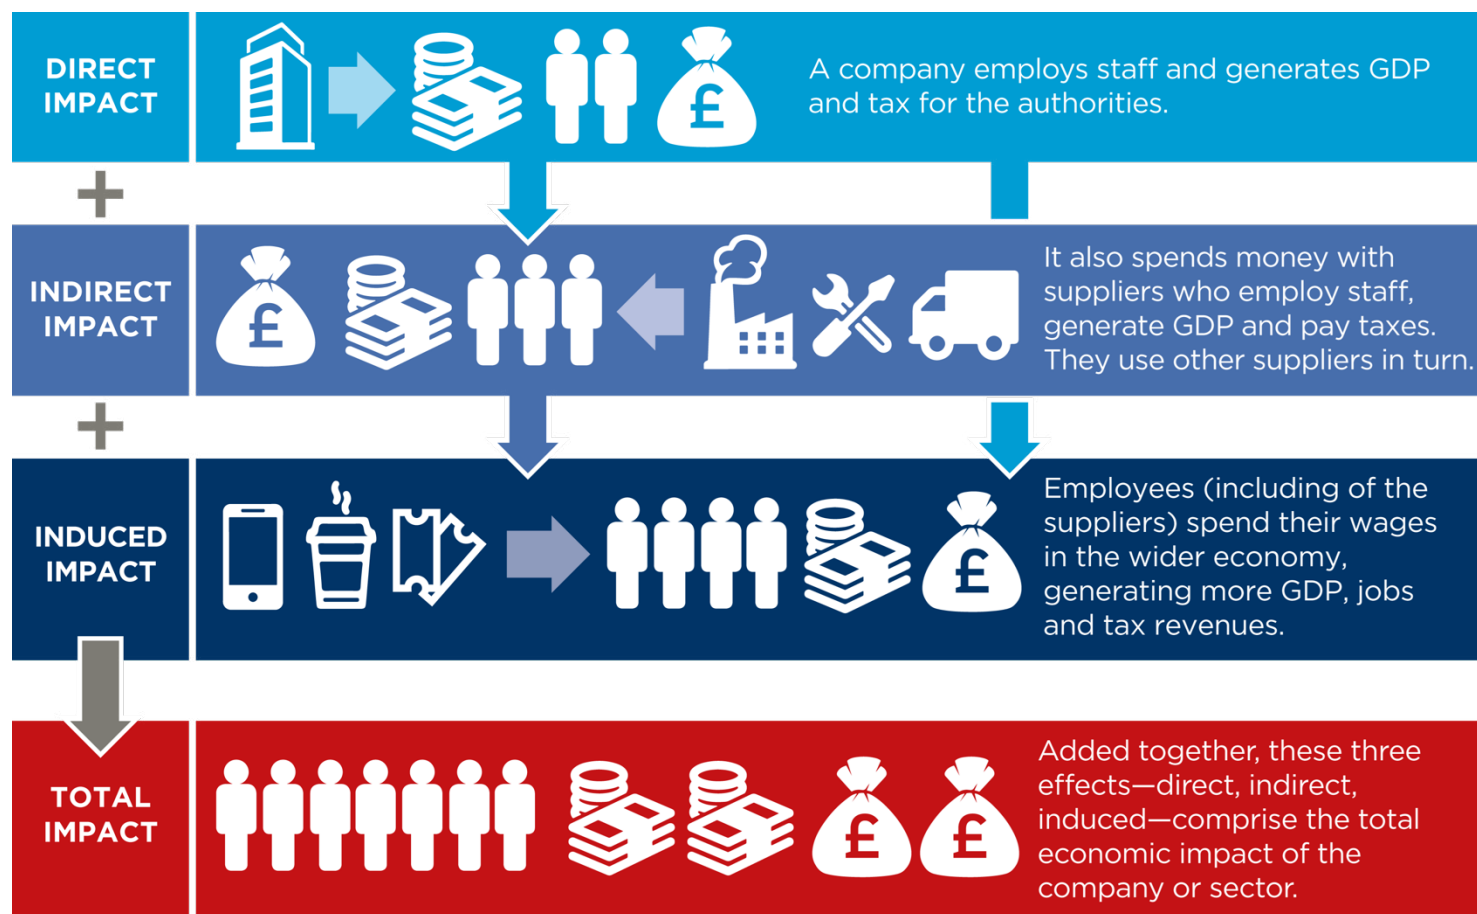 DIRECT
IMPACT
£
A company employs staff and generates GDP
and tax for the authorities.
+
INDIRECT
IMPACT
£
It also spends money with
suppliers who employ staff,
generate GDP and pay taxes.
They use other suppliers in turn.
+
INDUCED
IMPACT
£
Employees (including of the
suppliers) spend their wages
in the wider economy,
generating more GDP, jobs
and tax revenues.
TOTAL
IMPACT
£ £
Added together, these three
effects—direct, indirect,
induced—comprise the total
economic impact of the
company or sector.